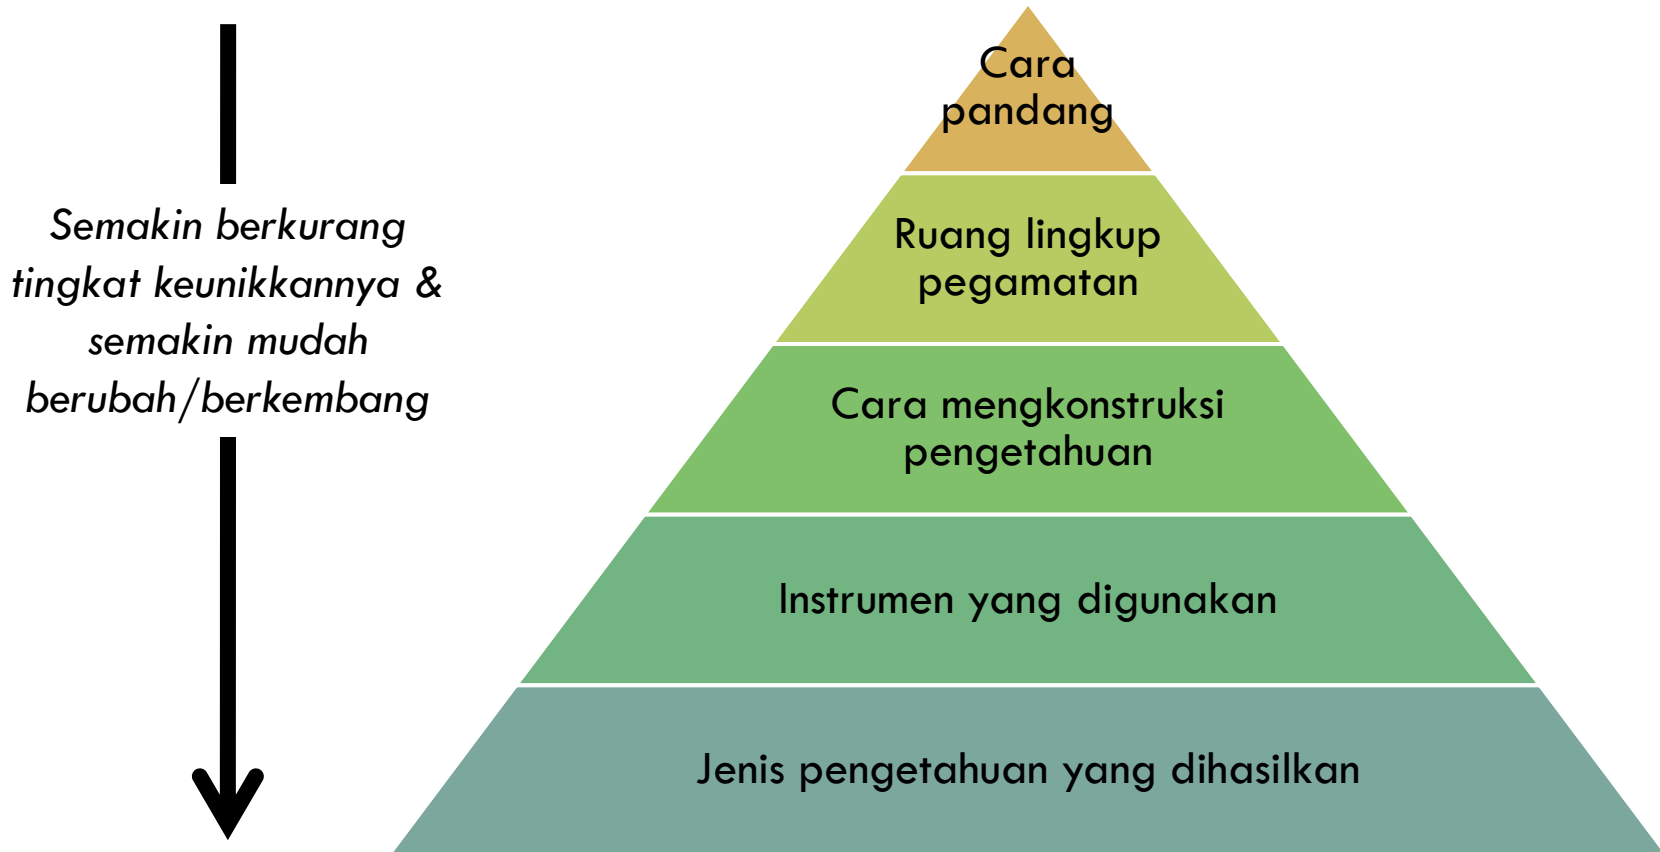 Semakin berkurang
tingkat keunikkannya &
semakin mudah
berubah/berkembang
Cara
pandang
Ruang lingkup
pegamatan
Cara mengkonstruksi
pengetahuan
Instrumen yang digunakan
Jenis pengetahuan yang dihasilkan